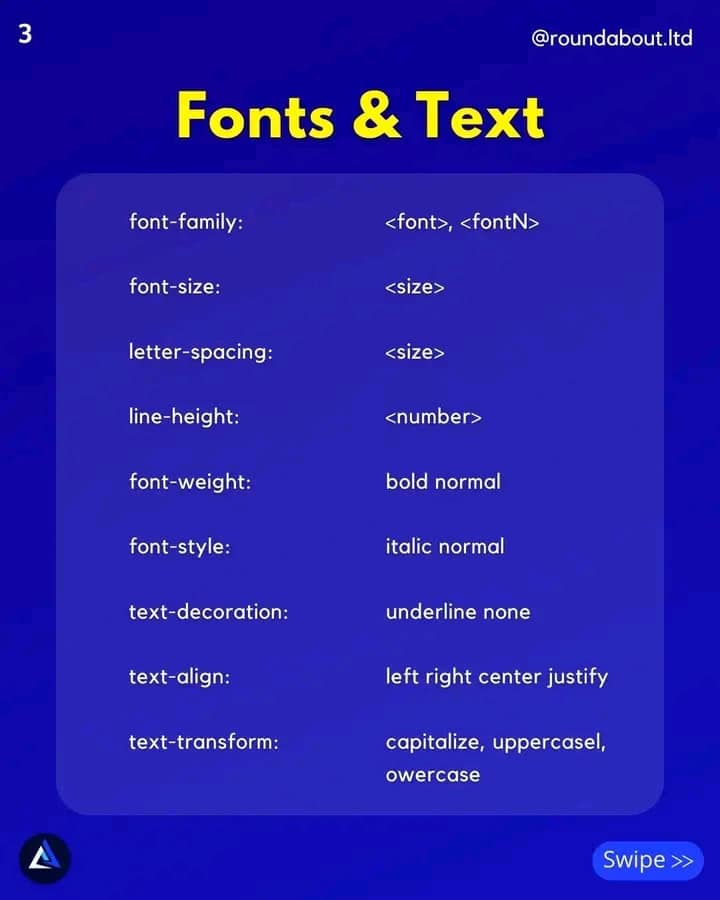 3
@roundabout.ltd
Fonts & Text
font-family: <font>, <fontN>
font-size: <size>
letter-spacing: <size>
line-height: <number>
font-weight: bold normal
font-style: italic normal
text-decoration: underline none
text-align: left right center justify
text-transform: capitalize, uppercasel,
owercase
Swipe >>